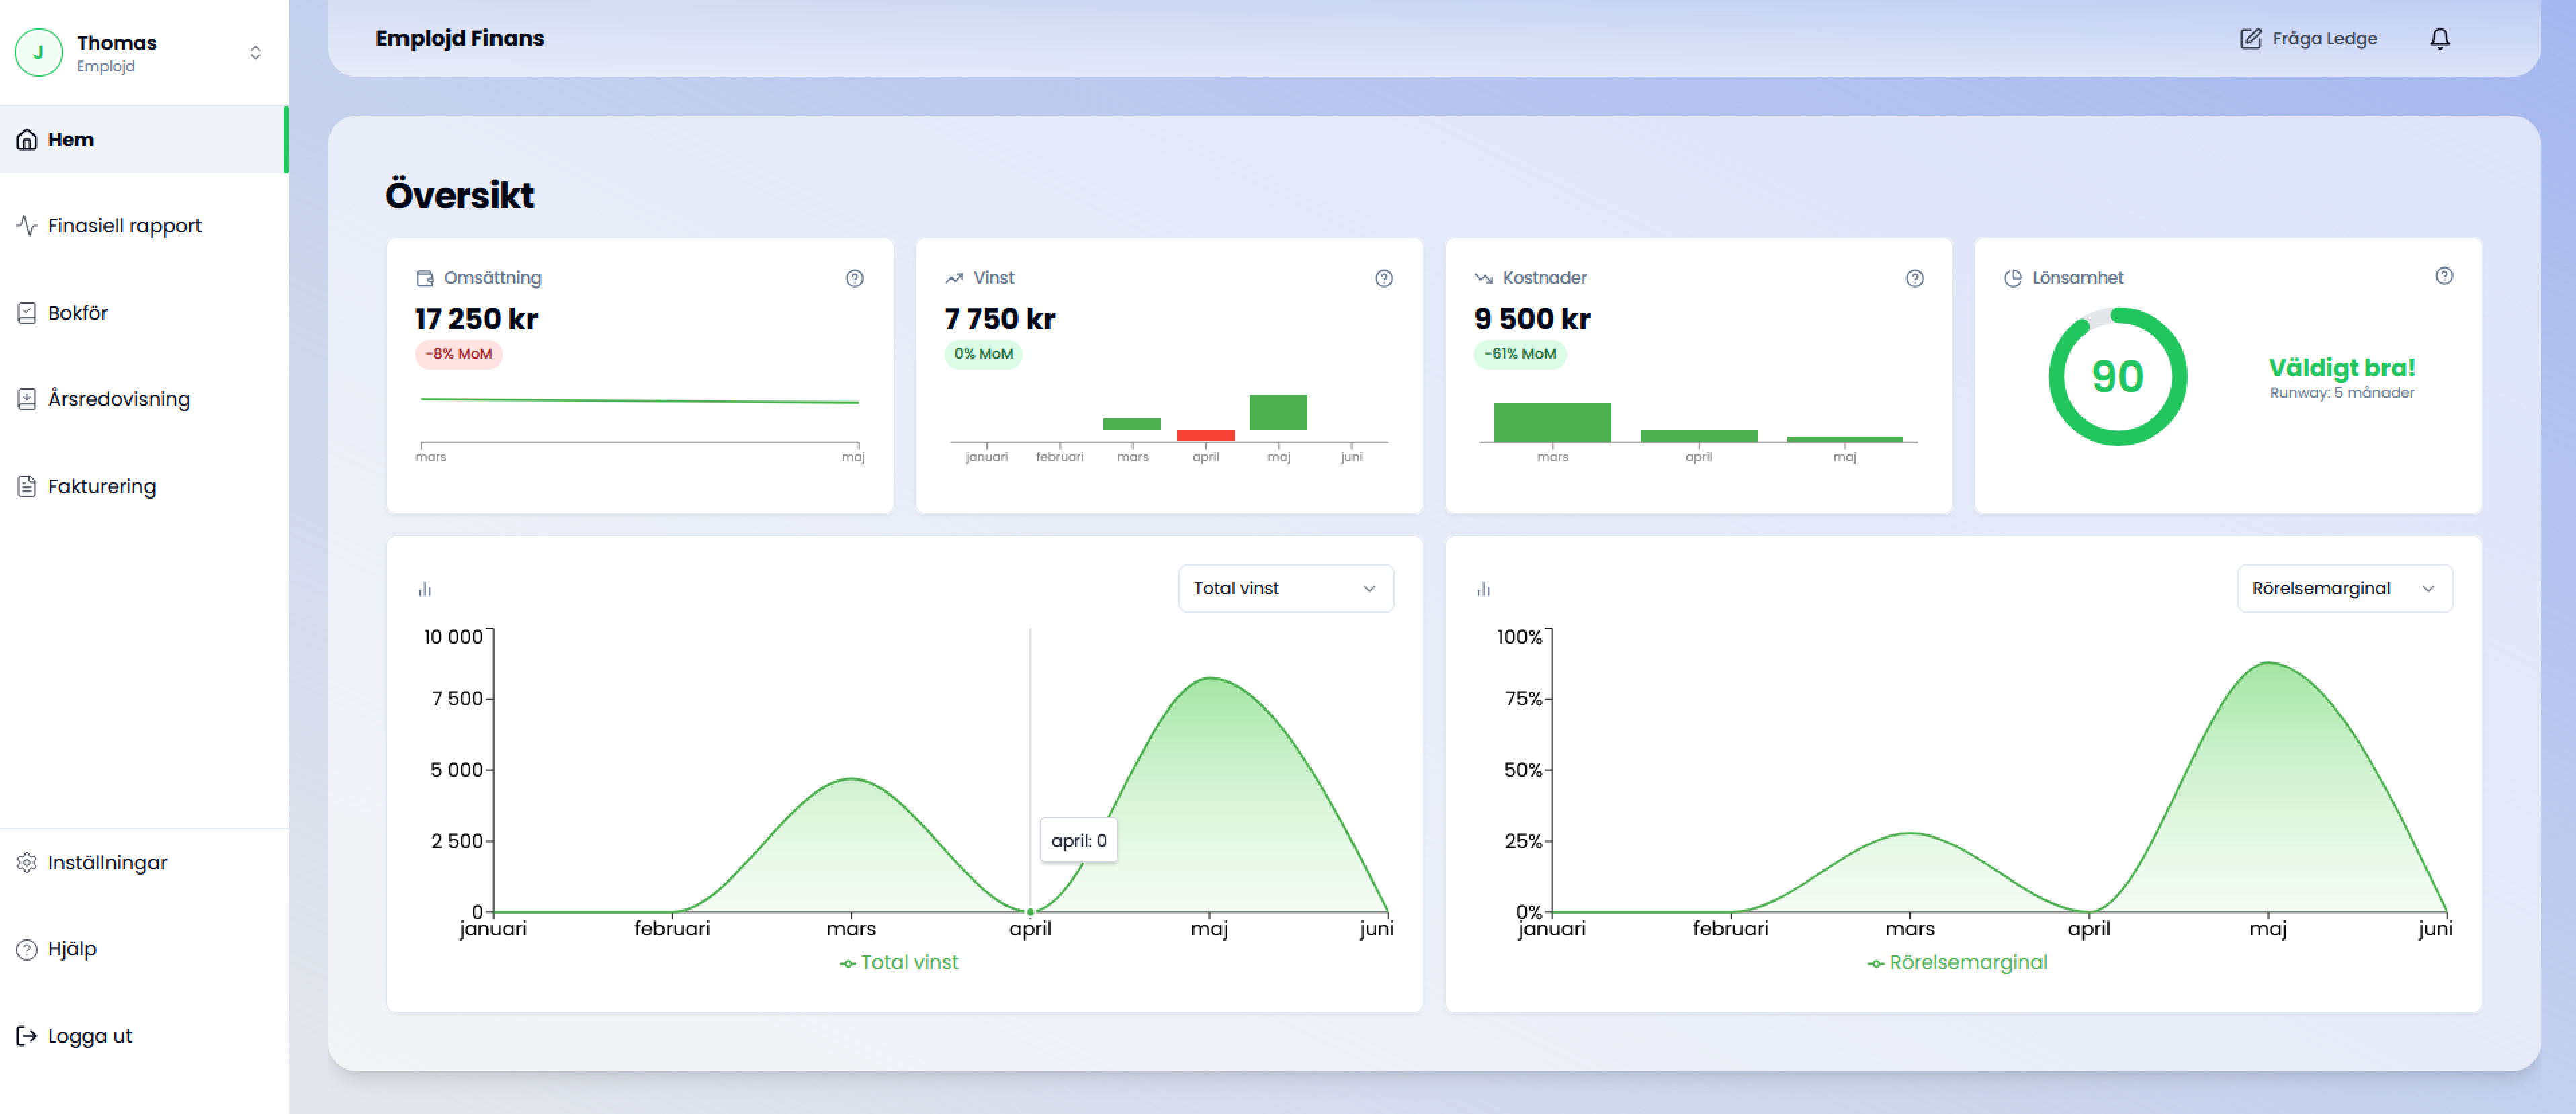 J
Thomas
Emplojd
Hem
Finasiell rapport
Bokför
Årsredovisning
Fakturering
Inställningar
Hjälp
Logga ut
Emplojd Finans
Fråga Ledge
Översikt
Omsättning
17 250 kr
-8% MoM
mars maj
Vinst
7 750 kr
0% MoM
januari februari mars april maj juni
Kostnader
9 500 kr
-61% MoM
mars april maj
Lönsamhet
90
Väldigt bra!
Runway: 5 månader
Total vinst
10 000
7 500
5 000
2 500
0
april: 0
januari februari mars april maj juni
Total vinst
Rörelsemarginal
100%
75%
50%
25%
0%
januari februari mars april maj juni
Rörelsemarginal